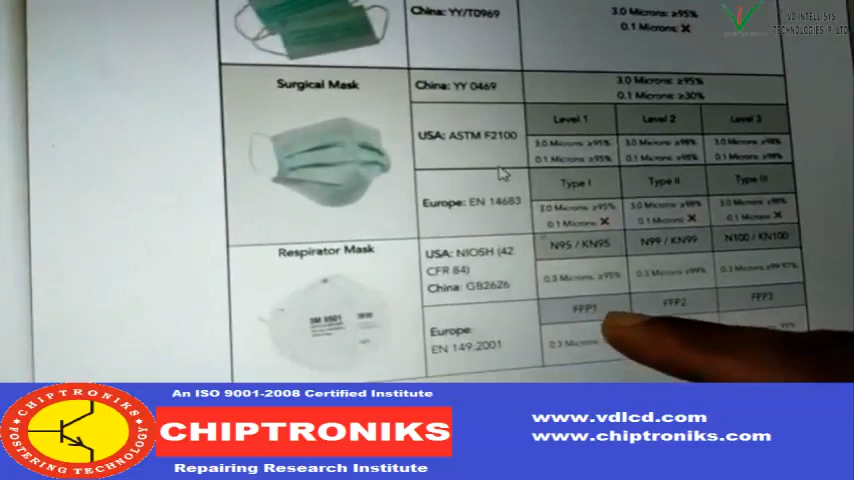 China: YY/T0969
3.0 Microns: ≥95%
0.1 Microns: X
VD INTELLISYS
TECHNOLOGIES (P) LTD
Surgical Mask
China: YY 0469
3.0 Microns: ≥95%
0.1 Microns: ≥30%
USA: ASTM F2100
Level 1
Level 2
Level 3
3.0 Microns: ≥95%
3.0 Microns: ≥98%
3.0 Microns: ≥98%
0.1 Microns: ≥95%
0.1 Microns: ≥98%
0.1 Microns: ≥98%
Europe: EN 14683
Type I
Type II
Type III
3.0 Microns: ≥95%
3.0 Microns: ≥98%
3.0 Microns: ≥98%
0.1 Microns: X
0.1 Microns: X
0.1 Microns: X
Respirator Mask
USA: NIOSH (42
CFR 84)
China: GB2626
N95 / KN95
N99 / KN99
N100 / KN100
0.3 Microns: ≥95%
0.3 Microns: ≥99%
0.3 Microns: ≥99.97%
3M 9501
Europe:
EN 149:2001
FFP1
FFP2
FFP3
0.3 Microns
An ISO 9001-2008 Certified Institute
CHIPTRONIKS
POSTERING TECHNOLOGY
CHIPTRONIKS
Repairing Research Institute
www.vdlcd.com
www.chiptroniks.com